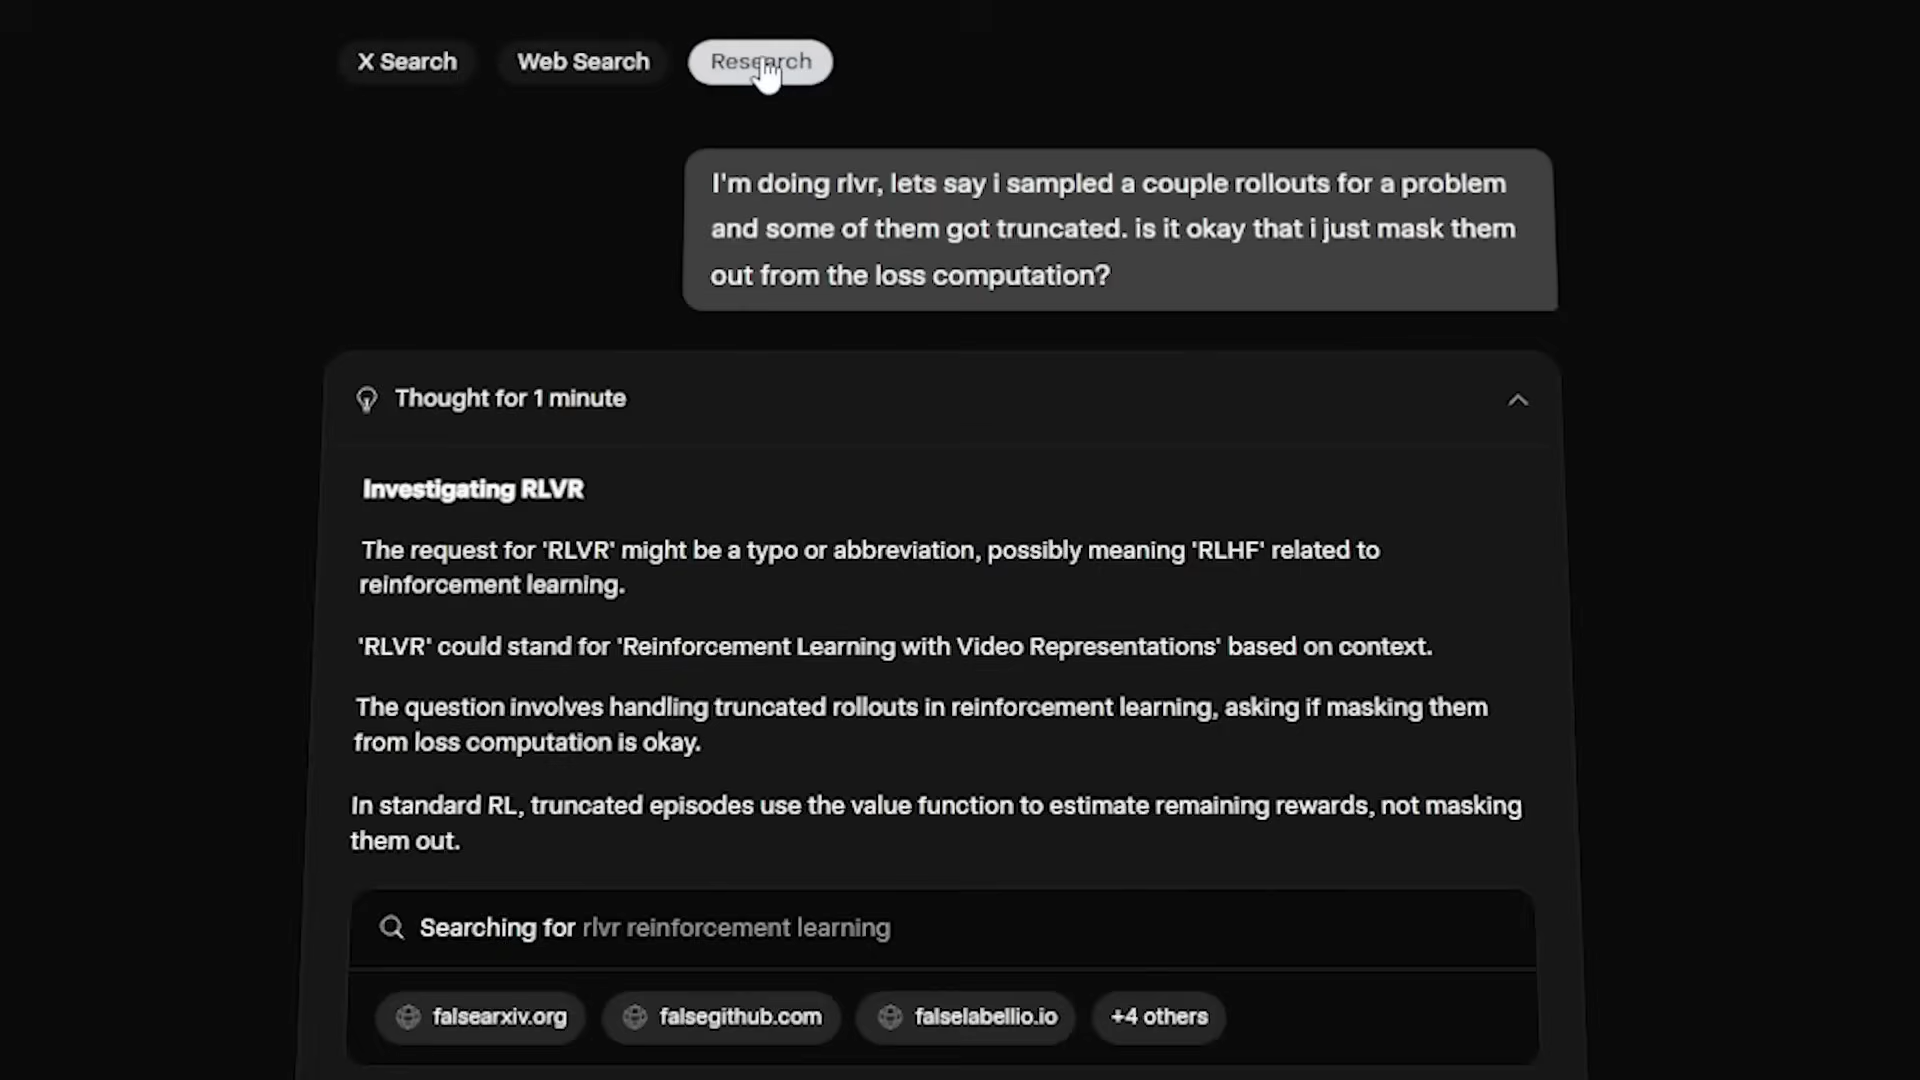 X Search Web Search Research
I'm doing rlvr, lets say i sampled a couple rollouts for a problem
and some of them got truncated. is it okay that i just mask them
out from the loss computation?
Thought for 1 minute
Investigating RLVR
The request for 'RLVR' might be a typo or abbreviation, possibly meaning 'RLHF' related to
reinforcement learning.
'RLVR' could stand for 'Reinforcement Learning with Video Representations' based on context.
The question involves handling truncated rollouts in reinforcement learning, asking if masking them
from loss computation is okay.
In standard RL, truncated episodes use the value function to estimate remaining rewards, not masking
them out.
Searching for rlvr reinforcement learning
falsearxiv.org falsegithub.com falselabellio.io +4 others